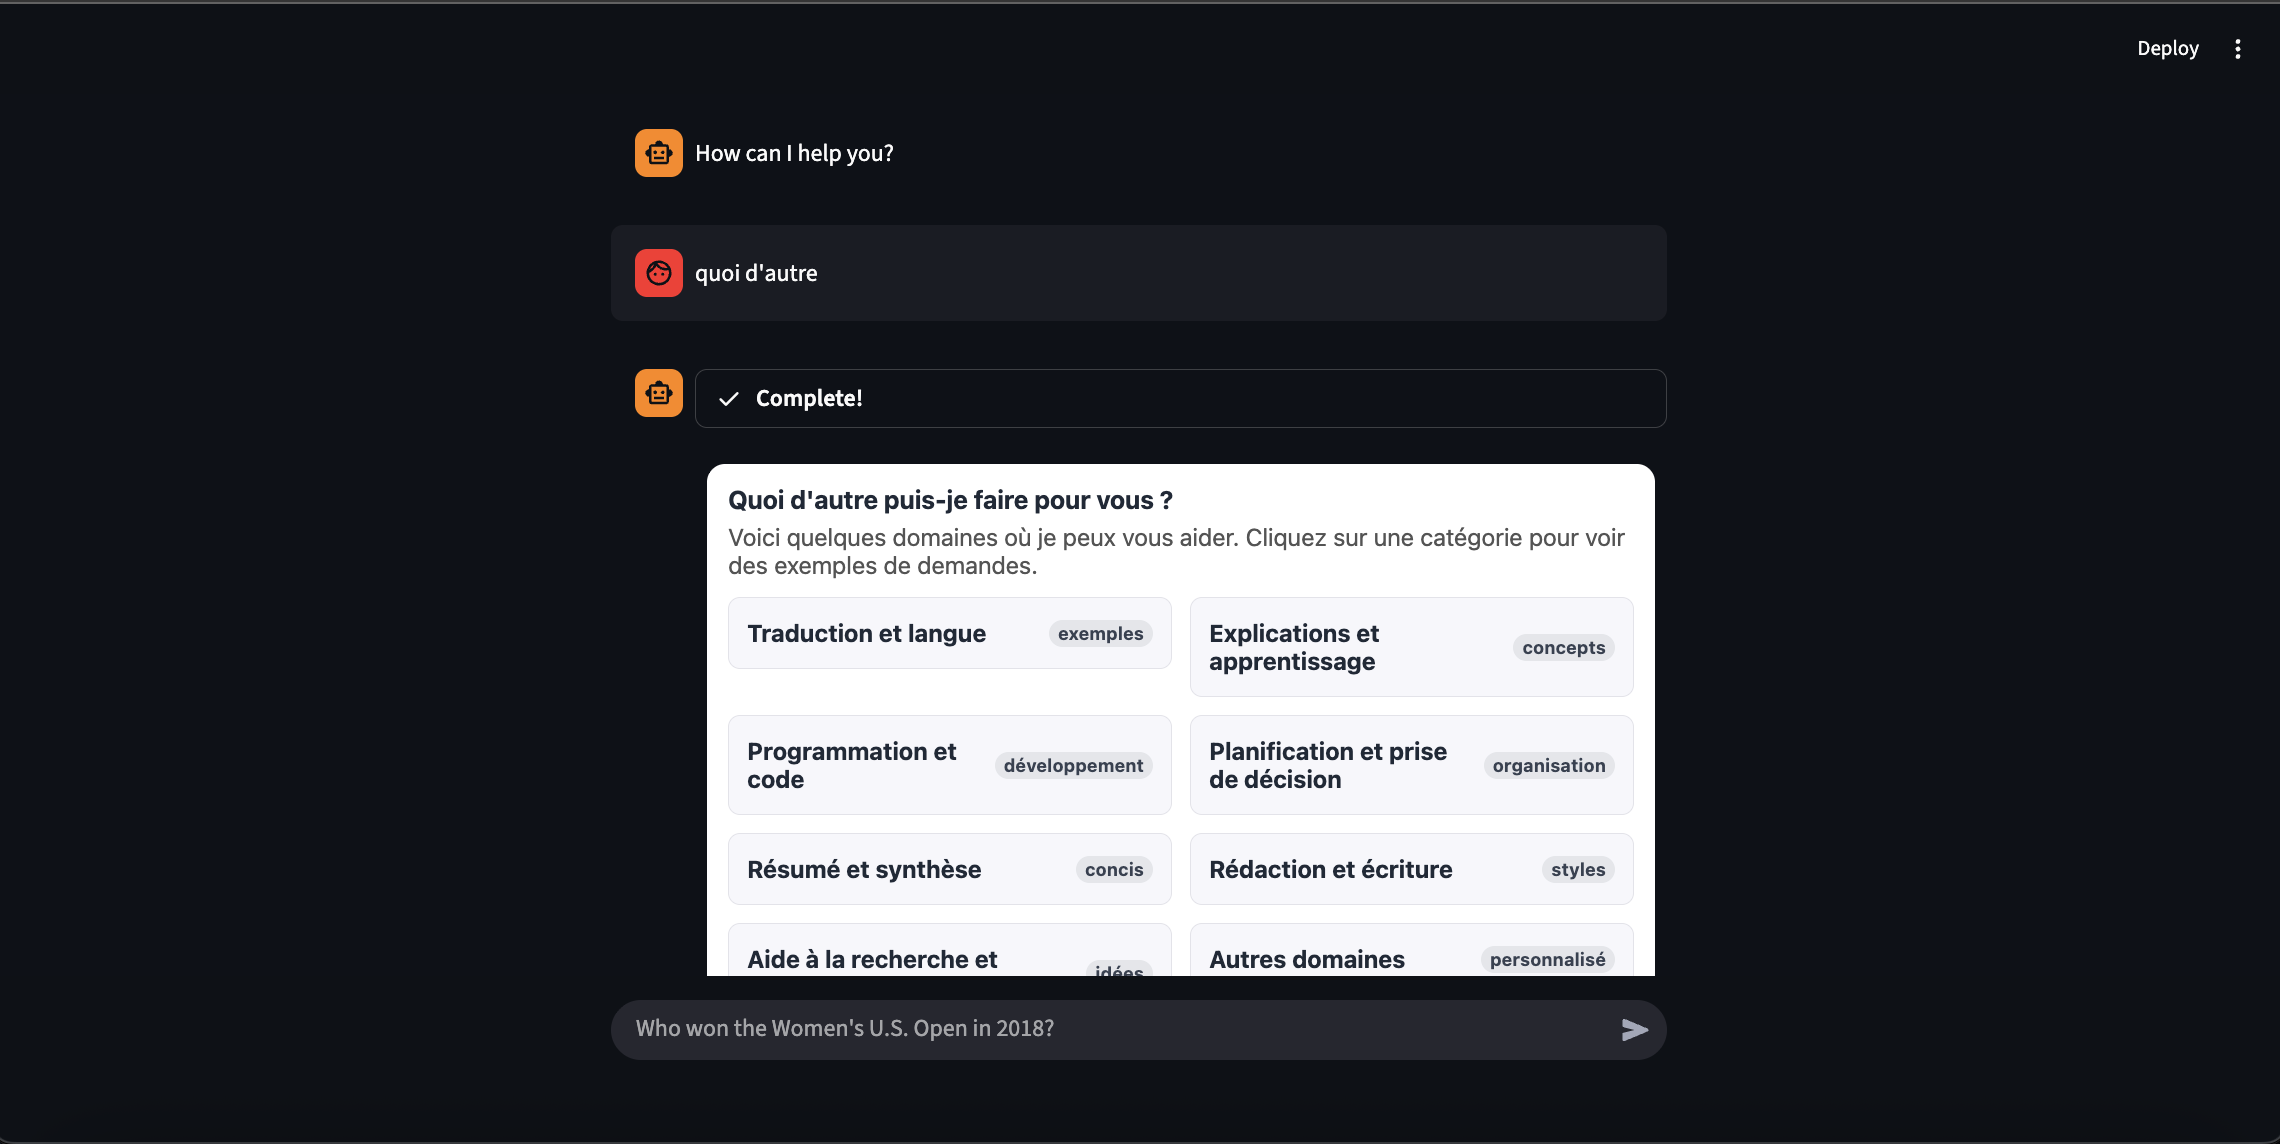 Deploy
How can I help you?
quoi d'autre
Complete!
Quoi d'autre puis-je faire pour vous ?
Voici quelques domaines où je peux vous aider. Cliquez sur une catégorie pour voir
des exemples de demandes.
Traduction et langue
exemples
Explications et
apprentissage
concepts
Programmation et
code
développement
Planification et prise
de décision
organisation
Résumé et synthèse
concis
Rédaction et écriture
styles
Aide à la recherche et
idées
Autres domaines
personnalisé
Who won the Women's U.S. Open in 2018?